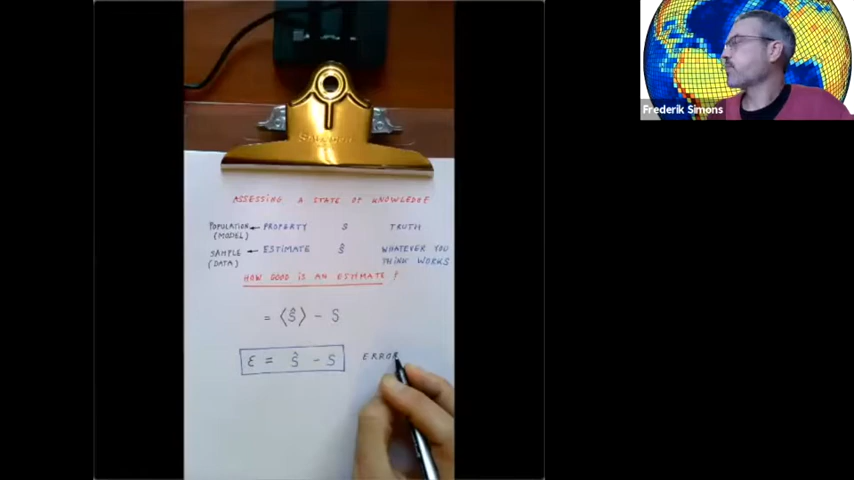 ASSESSING A STATE OF KNOWLEDGE
POPULATION ← PROPERTY S TRUTH
(MODEL)
SAMPLE ← ESTIMATE Ŝ WHATEVER YOU
(DATA) THINK WORKS
HOW GOOD IS AN ESTIMATE ?
= ⟨Ŝ⟩ - S
ε = Ŝ - S ERROR
Frederik Simons